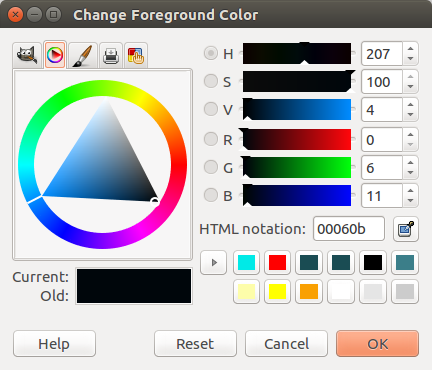 Change Foreground Color
H 207
S 100
V 4
R 0
G 6
B 11
HTML notation: 00060b
Current:
Old:
Help Reset Cancel OK